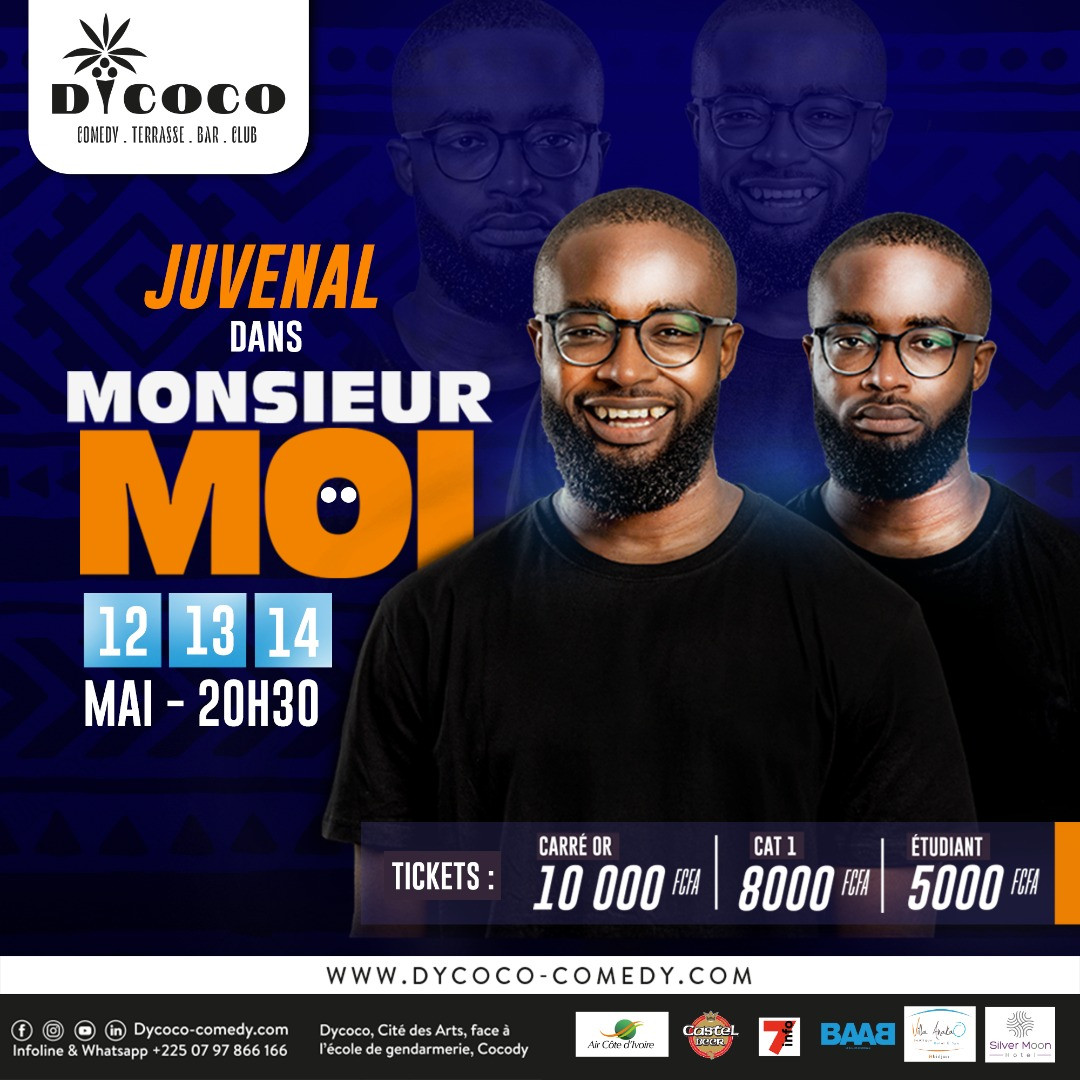 DYCOCO
COMEDY . TERRASSE . BAR . CLUB
JUVENAL
DANS
MONSIEUR
MOI
12 13 14
MAI - 20H30
TICKETS :
CARRÉ OR
10 000 FCFA
CAT 1
8000 FCFA
ÉTUDIANT
5000 FCFA
WWW.DYCOCO-COMEDY.COM
Dycoco-comedy.com
Infoline & Whatsapp +225 07 97 866 166
Dycoco, Cité des Arts, face à
l'école de gendarmerie, Cocody
Air Côte d'Ivoire
Castel
BEER
7 info
BAAB
Silver Moon
Hotel